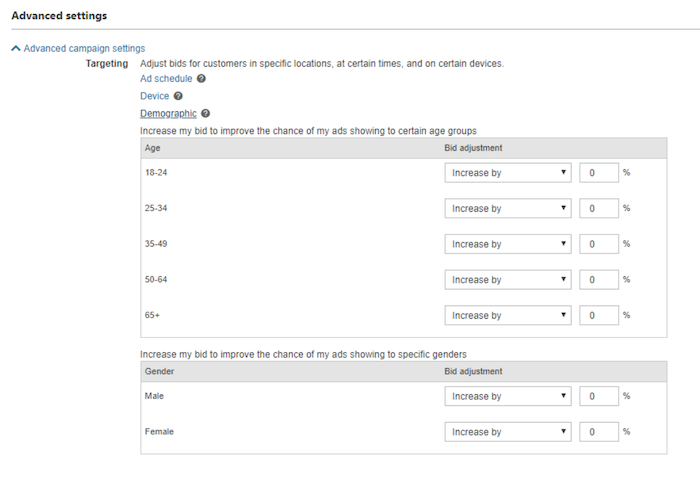 Advanced settings
Advanced campaign settings
Targeting Adjust bids for customers in specific locations, at certain times, and on certain devices.
Ad schedule ?
Device ?
Demographic ?
Increase my bid to improve the chance of my ads showing to certain age groups
Age Bid adjustment
18-24 Increase by 0 %
25-34 Increase by 0 %
35-49 Increase by 0 %
50-64 Increase by 0 %
65+ Increase by 0 %
Increase my bid to improve the chance of my ads showing to specific genders
Gender Bid adjustment
Male Increase by 0 %
Female Increase by 0 %